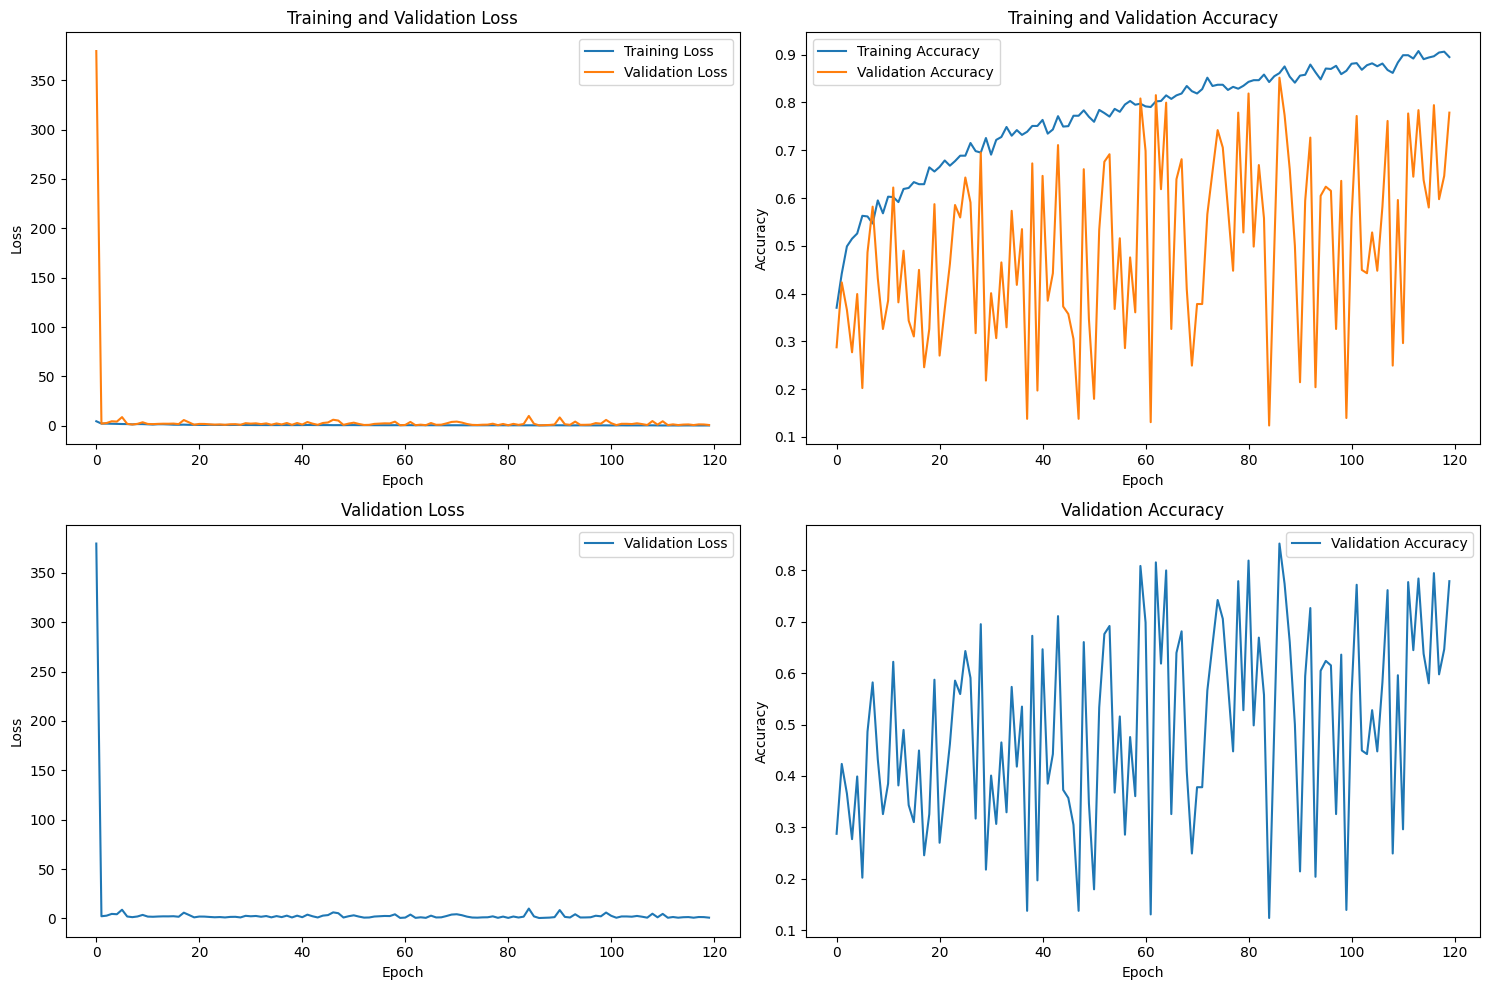 Training and Validation Loss
Training Loss
Validation Loss
350
300
250
200
150
100
50
0
Loss
0 20 40 60 80 100 120
Epoch
Training and Validation Accuracy
Training Accuracy
Validation Accuracy
0.9
0.8
0.7
0.6
0.5
0.4
0.3
0.2
0.1
Accuracy
0 20 40 60 80 100 120
Epoch
Validation Loss
Validation Loss
350
300
250
200
150
100
50
0
Loss
0 20 40 60 80 100 120
Epoch
Validation Accuracy
Validation Accuracy
0.8
0.7
0.6
0.5
0.4
0.3
0.2
0.1
Accuracy
0 20 40 60 80 100 120
Epoch